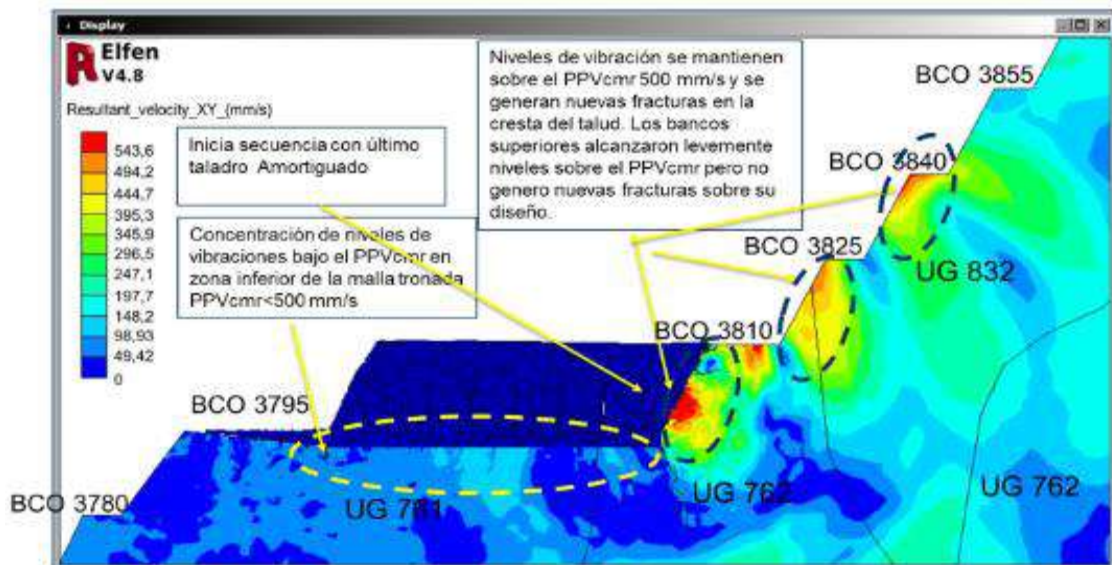 Display
Elfen
V4.8
Resultant_velocity_XY_(mm/s)
543,6
494,2
444,7
395,3
345,9
296,5
247,1
197,7
148,2
98,93
49,42
0
Inicia secuencia con último
taladro Amortiguado
Concentración de niveles de
vibraciones bajo el PPVcmr en
zona inferior de la malla tronada
PPVcmr<500 mm/s
Niveles de vibración se mantienen
sobre el PPVcmr 500 mm/s y se
generan nuevas fracturas en la
cresta del talud. Los bancos
superiores alcanzaron levemente
niveles sobre el PPVcmr pero no
genero nuevas fracturas sobre su
diseño.
BCO 3855
BCO 3840
BCO 3825
UG 832
BCO 3810
BCO 3795
BCO 3780
UG 781
UG 762
UG 762